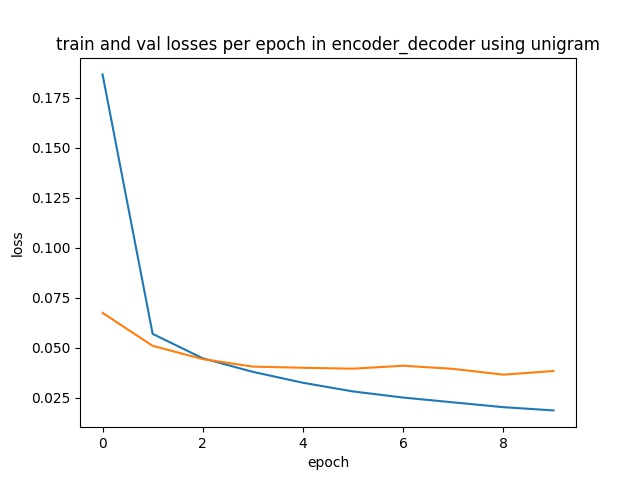 train and val losses per epoch in encoder_decoder using unigram
0.175
0.150
0.125
0.100
0.075
0.050
0.025
loss
0 2 4 6 8
epoch